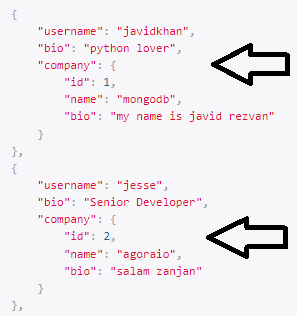 {
"username": "javidkhan",
"bio": "python lover",
"company": {
"id": 1,
"name": "mongodb",
"bio": "my name is javid rezvan"
}
},
{
"username": "jesse",
"bio": "Senior Developer",
"company": {
"id": 2,
"name": "agoraio",
"bio": "salam zanjan"
}
},